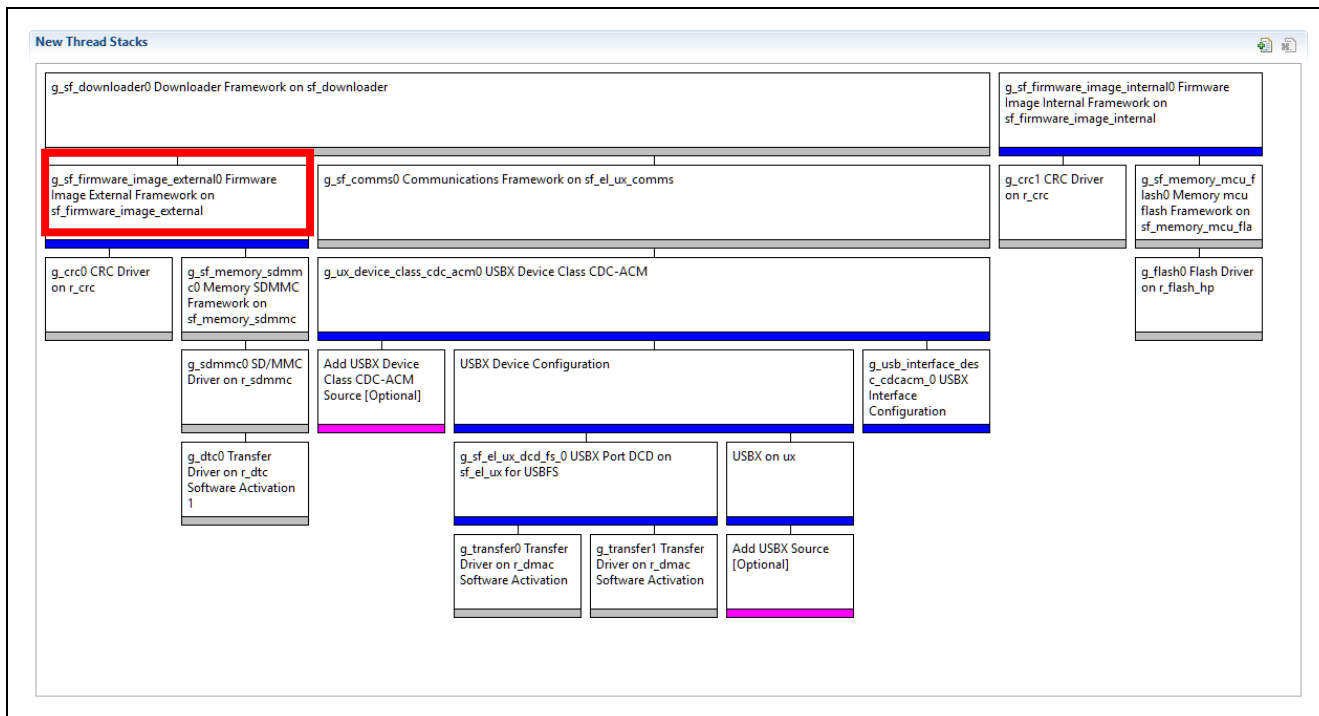 New Thread Stacks
g_sf_downloader0 Downloader Framework on sf_downloader
g_sf_firmware_image_internal0 Firmware
Image Internal Framework on
sf_firmware_image_internal
g_sf_firmware_image_external0 Firmware
Image External Framework on
sf_firmware_image_external
g_sf_comms0 Communications Framework on sf_el_ux_comms
g_crc1 CRC Driver
on r_crc
g_sf_memory_mcu_f
lash0 Memory mcu
flash Framework on
sf_memory_mcu_fla
g_crc0 CRC Driver
on r_crc
g_sf_memory_sdmm
c0 Memory SDMMC
Framework on
sf_memory_sdmmc
g_ux_device_class_cdc_acm0 USBX Device Class CDC-ACM
g_flash0 Flash Driver
on r_flash_hp
g_sdmmc0 SD/MMC
Driver on r_sdmmc
Add USBX Device
Class CDC-ACM
Source [Optional]
USBX Device Configuration
g_usb_interface_des
c_cdcacm_0 USBX
Interface
Configuration
g_dtc0 Transfer
Driver on r_dtc
Software Activation
1
g_sf_el_ux_dcd_fs_0 USBX Port DCD on
sf_el_ux for USBFS
USBX on ux
g_transfer0 Transfer
Driver on r_dmac
Software Activation
g_transfer1 Transfer
Driver on r_dmac
Software Activation
Add USBX Source
[Optional]